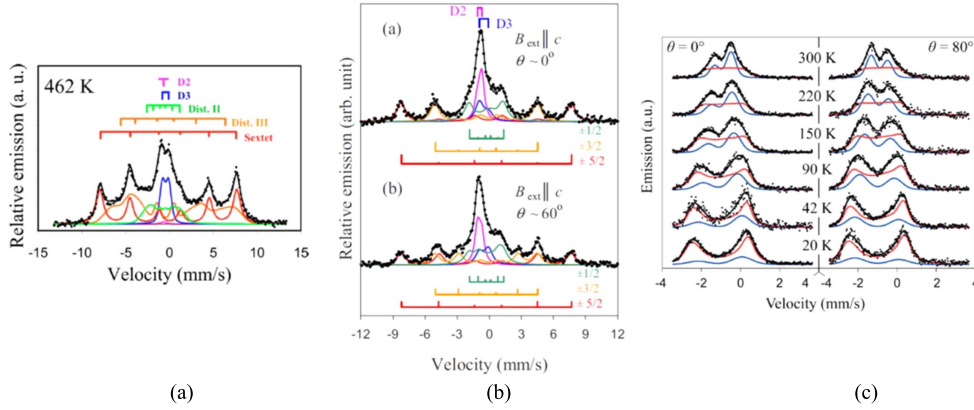 462 K
D2
D3
Dist. II
Dist. III
Sextet
Relative emission (a. u.)
-15 -10 -5 0 5 10 15
Velocity (mm/s)
(a)
D2
D3
(a)
B ext ∥ c
θ ~ 0°
±1/2
±3/2
± 5/2
(b)
B ext ∥ c
θ ~ 60°
±1/2
±3/2
± 5/2
Relative emission (arb. unit)
-12 -9 -6 -3 0 3 6 9 12
Velocity (mm/s)
(b)
θ = 0°
θ = 80°
300 K
220 K
150 K
90 K
42 K
20 K
Emission (a.u.)
-4 -2 0 2 4 -4 -2 0 2 4
Velocity (mm/s)
(c)